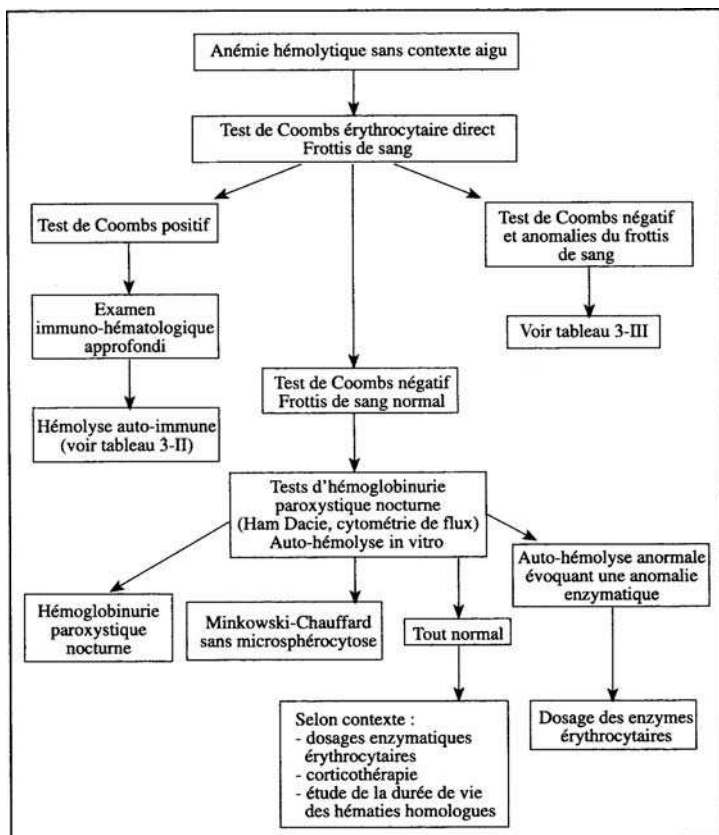 Anémie hémolytique sans contexte aigu
Test de Coombs érythrocytaire direct
Frottis de sang
Test de Coombs positif
Test de Coombs négatif
et anomalies du frottis
de sang
Examen
immuno-hématologique
approfondi
Voir tableau 3-III
Test de Coombs négatif
Frottis de sang normal
Hémolyse auto-immune
(voir tableau 3-II)
Tests d'hémoglobinurie
paroxystique nocturne
(Ham Dacie, cytométrie de flux)
Auto-hémolyse in vitro
Auto-hémolyse anormale
évoquant une anomalie
enzymatique
Hémoglobinurie
paroxystique
nocturne
Minkowski-Chauffard
sans microsphérocytose
Tout normal
Selon contexte :
- dosages enzymatiques
érythrocytaires
- corticothérapie
- étude de la durée de vie
des hématies homologues
Dosage des enzymes
érythrocytaires